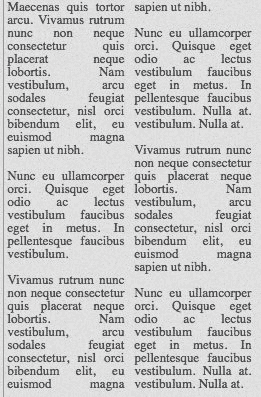 Maecenas quis tortor
arcu. Vivamus rutrum
nunc non neque
consectetur quis
placerat neque
lobortis. Nam
vestibulum, arcu
sodales feugiat
consectetur, nisl orci
bibendum elit, eu
euismod magna
sapien ut nibh.
Nunc eu ullamcorper
orci. Quisque eget
odio ac lectus
vestibulum faucibus
eget in metus. In
pellentesque faucibus
vestibulum.
Vivamus rutrum nunc
non neque consectetur
quis placerat neque
lobortis. Nam
vestibulum, arcu
sodales feugiat
consectetur, nisl orci
bibendum elit, eu
euismod magna
sapien ut nibh.
Nunc eu ullamcorper
orci. Quisque eget
odio ac lectus
vestibulum faucibus
eget in metus. In
pellentesque faucibus
vestibulum. Nulla at.
vestibulum. Nulla at.
Vivamus rutrum nunc
non neque consectetur
quis placerat neque
lobortis. Nam
vestibulum, arcu
sodales feugiat
consectetur, nisl orci
bibendum elit, eu
euismod magna
sapien ut nibh.
Nunc eu ullamcorper
orci. Quisque eget
odio ac lectus
vestibulum faucibus
eget in metus. In
pellentesque faucibus
vestibulum. Nulla at.
vestibulum. Nulla at.